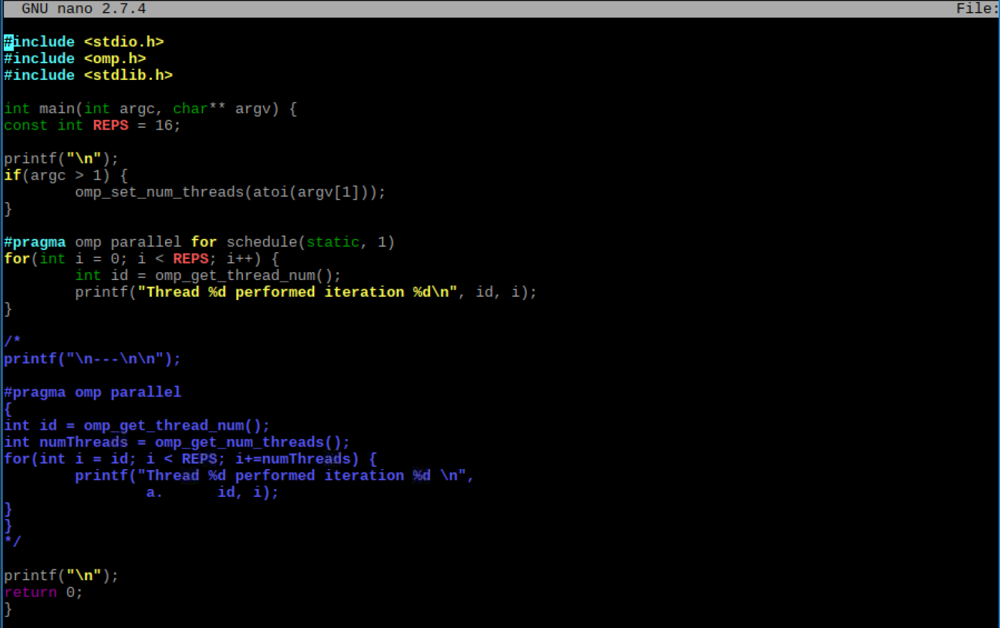 GNU nano 2.7.4 File:
#include <stdio.h>
#include <omp.h>
#include <stdlib.h>
int main(int argc, char** argv) {
const int REPS = 16;
printf("\n");
if(argc > 1) {
omp_set_num_threads(atoi(argv[1]));
}
#pragma omp parallel for schedule(static, 1)
for(int i = 0; i < REPS; i++) {
int id = omp_get_thread_num();
printf("Thread %d performed iteration %d\n", id, i);
}
/*
printf("\n---\n\n");
#pragma omp parallel
{
int id = omp_get_thread_num();
int numThreads = omp_get_num_threads();
for(int i = id; i < REPS; i+=numThreads) {
printf("Thread %d performed iteration %d \n",
a. id, i);
}
}
*/
printf("\n");
return 0;
}